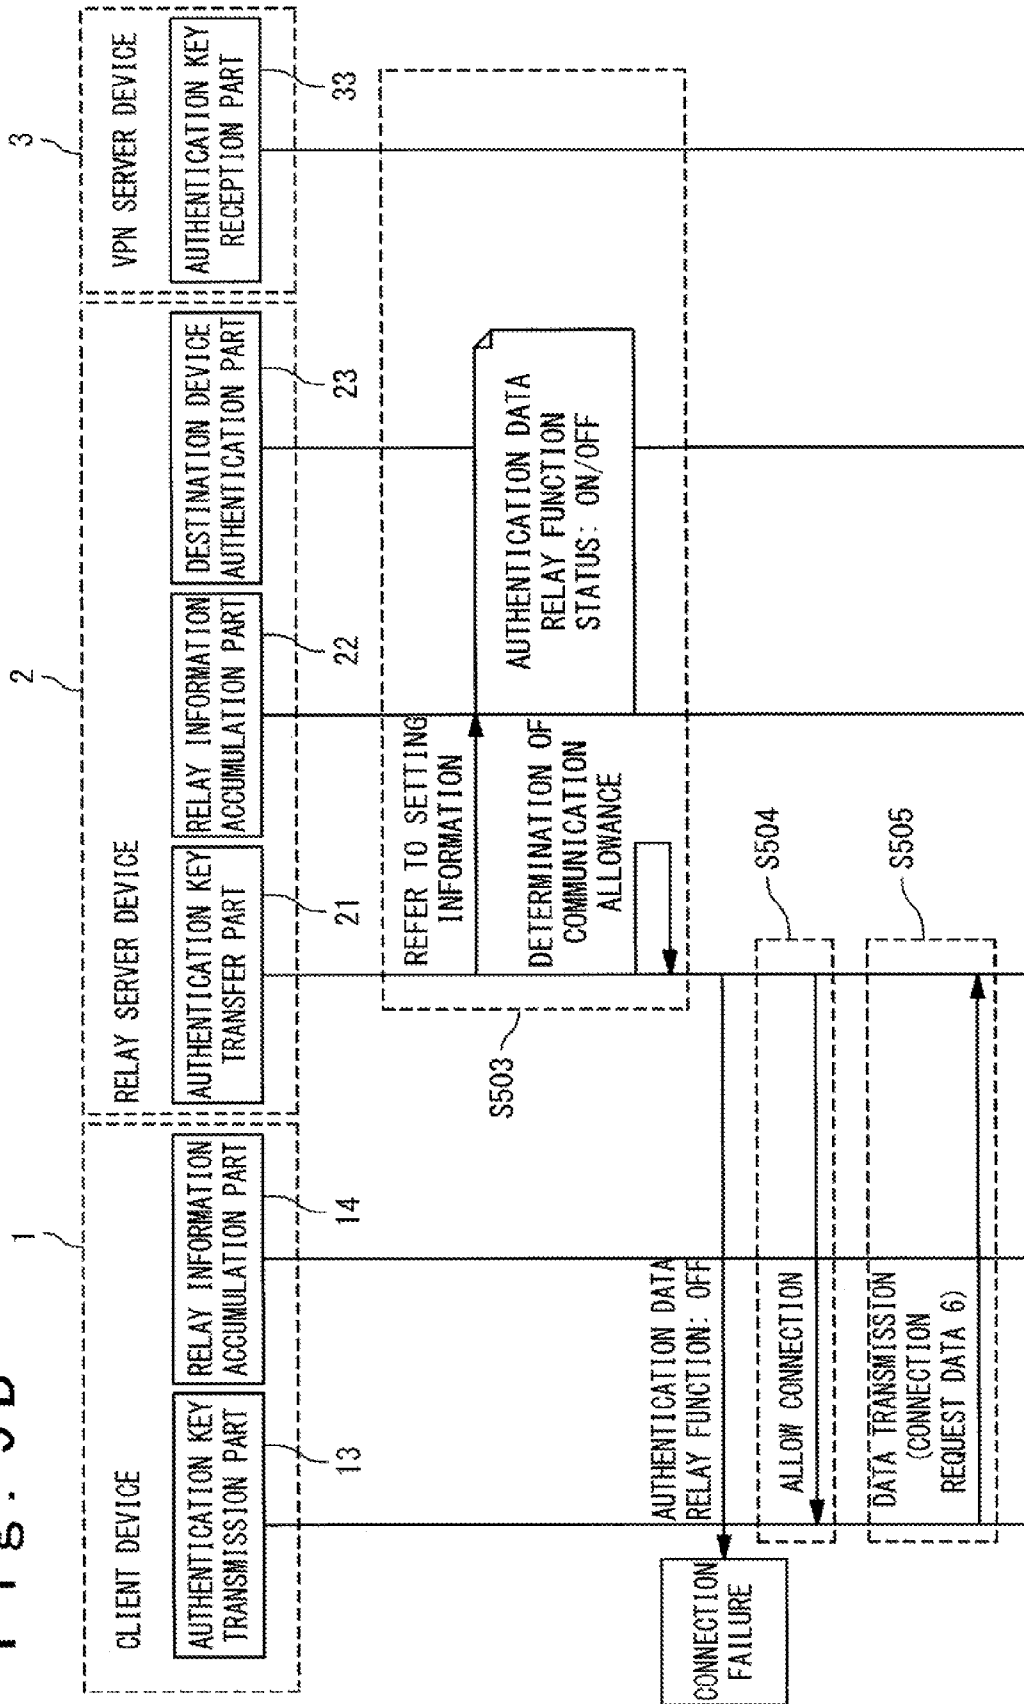 1
2
3
CLIENT DEVICE
RELAY SERVER DEVICE
VPN SERVER DEVICE
AUTHENTICATION KEY
TRANSMISSION PART
RELAY INFORMATION
ACCUMULATION PART
AUTHENTICATION KEY
TRANSFER PART
RELAY INFORMATION
ACCUMULATION PART
DESTINATION DEVICE
AUTHENTICATION PART
AUTHENTICATION KEY
RECEPTION PART
13
14
21
22
23
33
REFER TO SETTING
INFORMATION
AUTHENTICATION DATA
RELAY FUNCTION
STATUS: ON/OFF
DETERMINATION OF
COMMUNICATION
ALLOWANCE
S503
AUTHENTICATION DATA
RELAY FUNCTION: OFF
CONNECTION
FAILURE
ALLOW CONNECTION
S504
DATA TRANSMISSION
(CONNECTION
REQUEST DATA 6)
S505